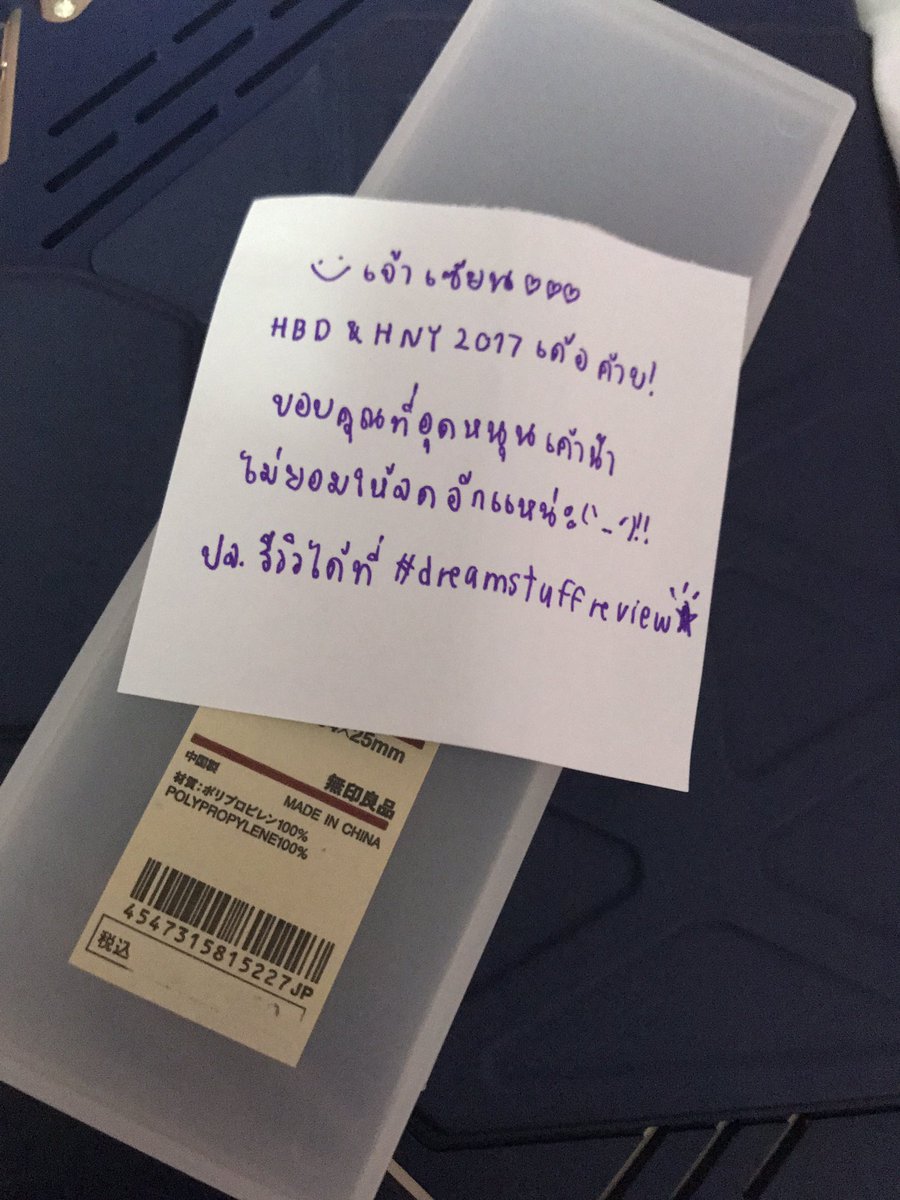 เจ้าเซียน♡♡♡
HBD & HNY 2017 เด้อค้าบ!
ขอบคุณที่อุดหนุนเค้าน้า
ไม่ยอมให้ลดอีกแหน่ะ(`-´)!!
ปล. รีวิวได้ที่ #dreamstuffreview
×25mm
無印良品
中国製
MADE IN CHINA
材質:ポリプロピレン100%
POLYPROPYLENE100%
4547315815227JP
税込